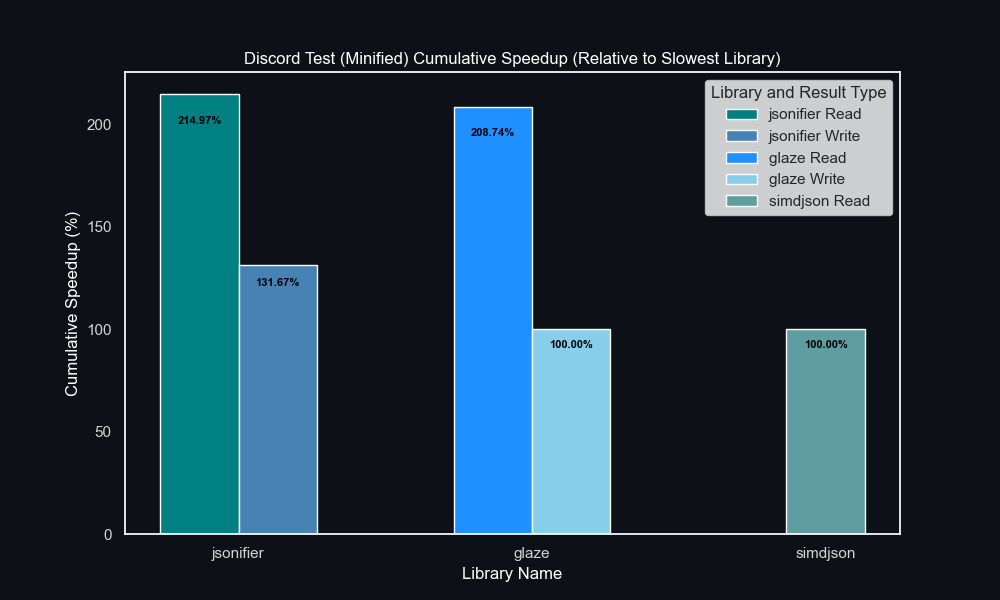 Discord Test (Minified) Cumulative Speedup (Relative to Slowest Library)
Library and Result Type
jsonifier Read
jsonifier Write
glaze Read
glaze Write
simdjson Read
Cumulative Speedup (%)
200
150
100
50
0
214.97%
131.67%
208.74%
100.00%
100.00%
jsonifier
glaze
simdjson
Library Name